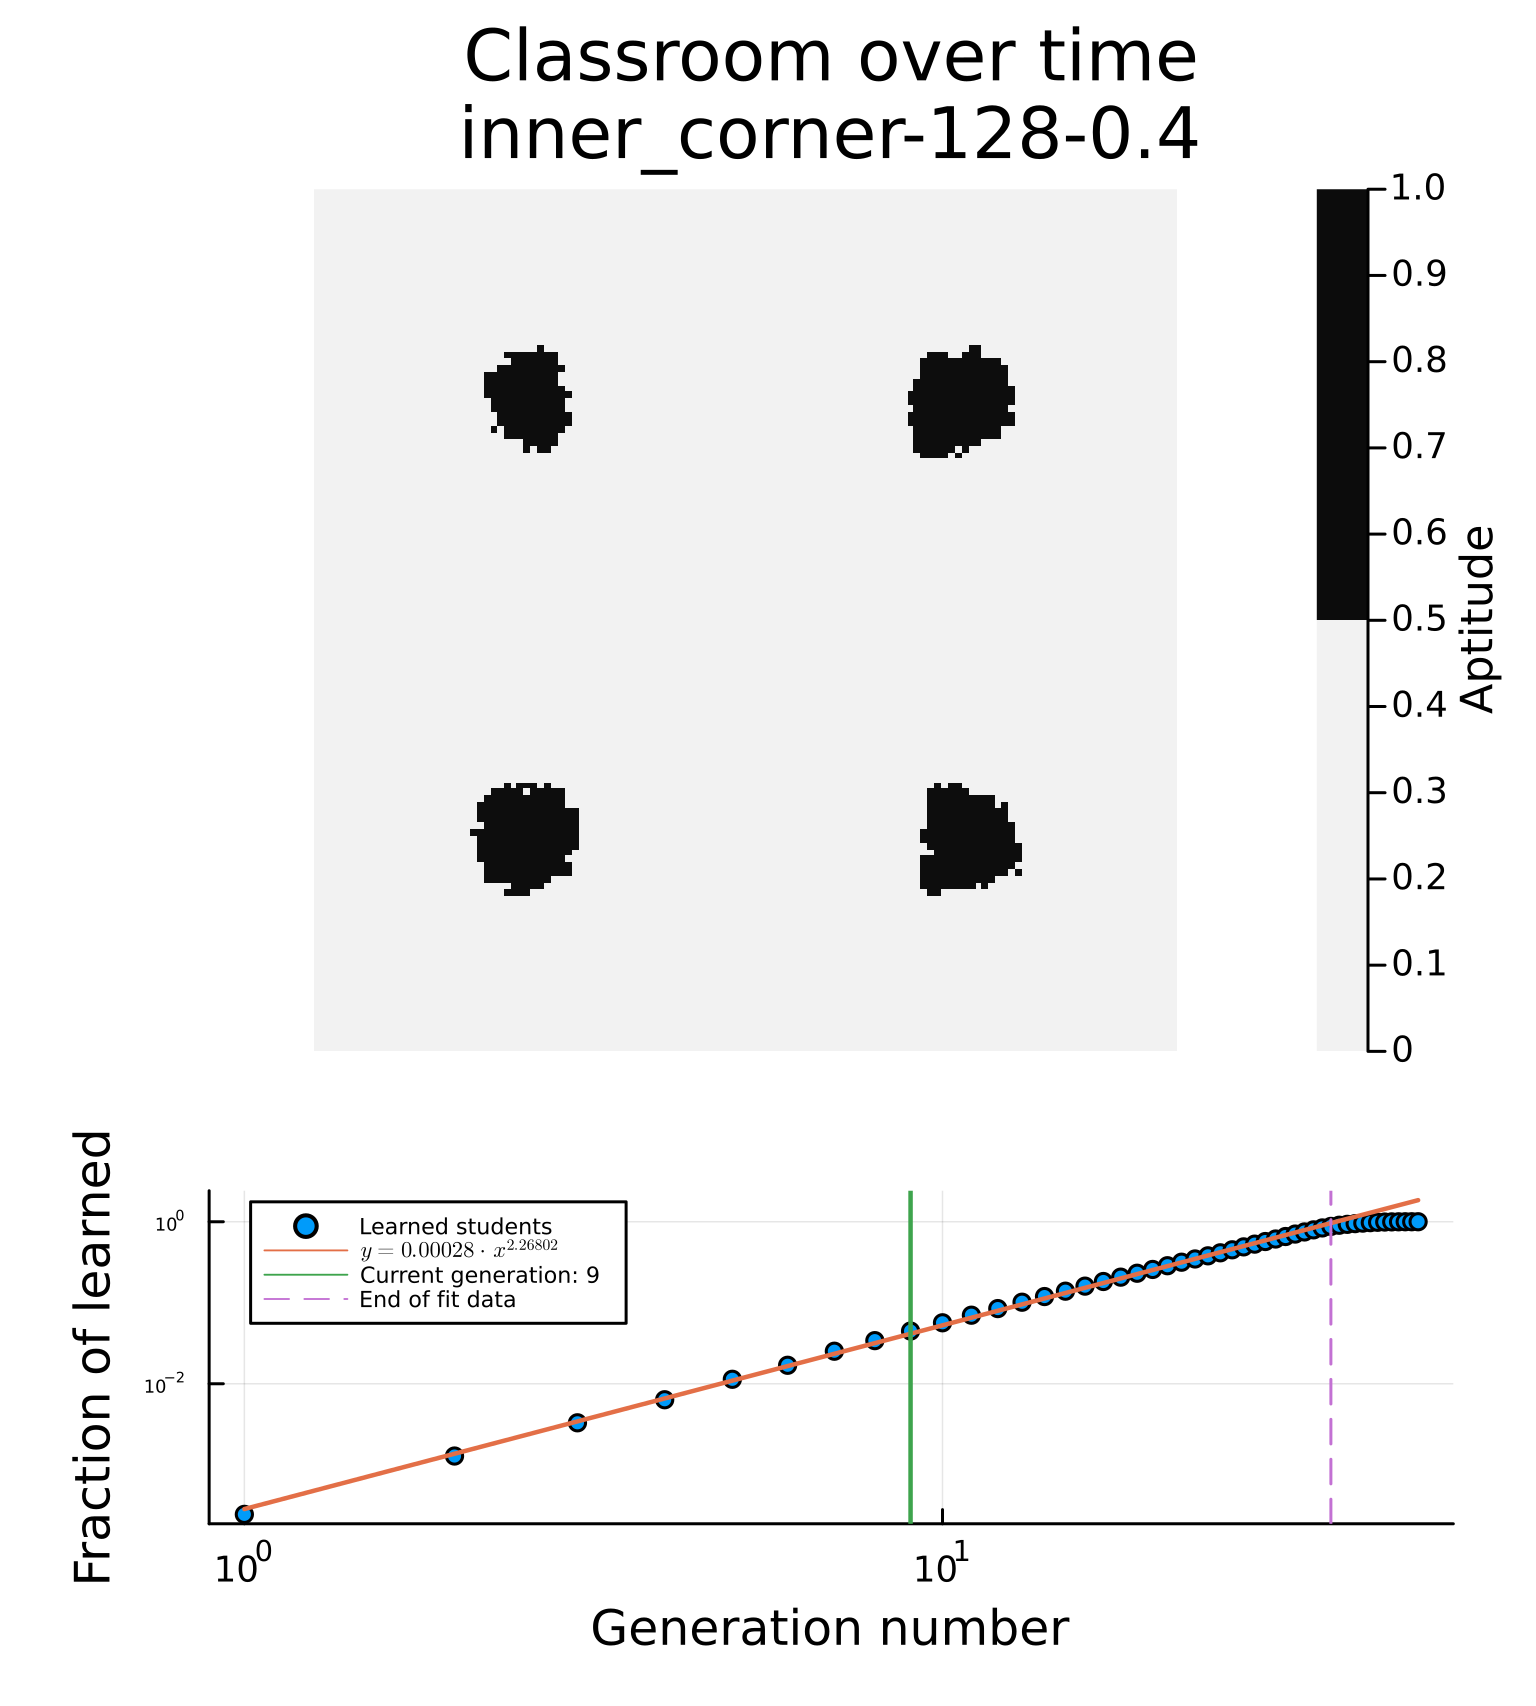 Classroom over time
inner_corner-128-0.4
1.0
0.9
0.8
0.7
0.6
0.5
0.4
0.3
0.2
0.1
0
Aptitude
Fraction of learned
10^0
10^-2
Learned students
y = 0.00028 · x^2.26802
Current generation: 9
End of fit data
10^0
10^1
Generation number